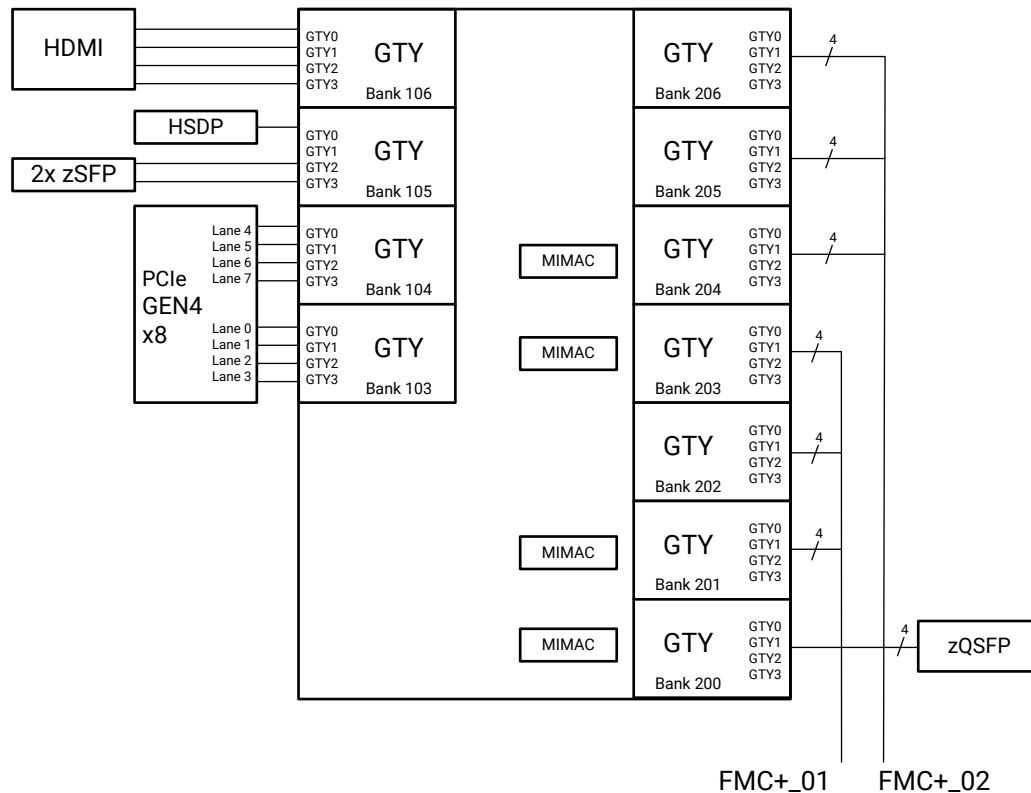 HDMI
GTY0
GTY1
GTY2
GTY3
GTY
Bank 106
HSDP
2x zSFP
GTY0
GTY1
GTY2
GTY3
GTY
Bank 105
PCIe
GEN4
x8
Lane 4
Lane 5
Lane 6
Lane 7
GTY0
GTY1
GTY2
GTY3
GTY
Bank 104
Lane 0
Lane 1
Lane 2
Lane 3
GTY0
GTY1
GTY2
GTY3
GTY
Bank 103
GTY
Bank 206
GTY0
GTY1
GTY2
GTY3
4
GTY
Bank 205
GTY0
GTY1
GTY2
GTY3
4
MIMAC
GTY
Bank 204
GTY0
GTY1
GTY2
GTY3
4
MIMAC
GTY
Bank 203
GTY0
GTY1
GTY2
GTY3
4
GTY
Bank 202
GTY0
GTY1
GTY2
GTY3
4
MIMAC
GTY
Bank 201
GTY0
GTY1
GTY2
GTY3
4
MIMAC
GTY
Bank 200
GTY0
GTY1
GTY2
GTY3
4
zQSFP
FMC+_01
FMC+_02